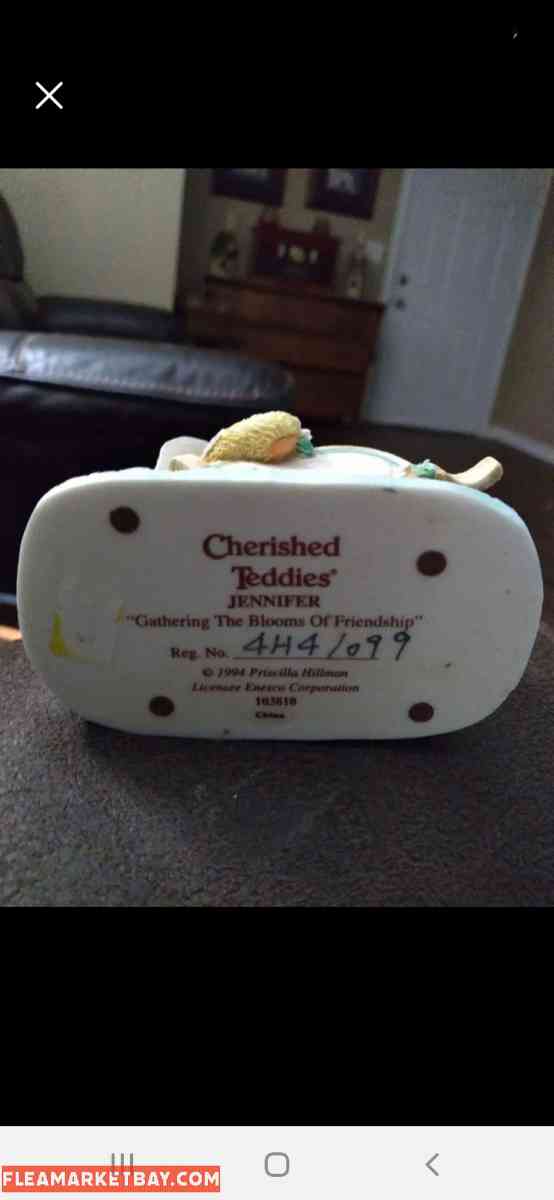 Cherished
Teddies®
JENNIFER
"Gathering The Blooms Of Friendship"
Reg. No. 4H4/099
© 1994 Priscilla Hillman
Licensee Enesco Corporation
103810
China
FLEAMARKETBAY.COM